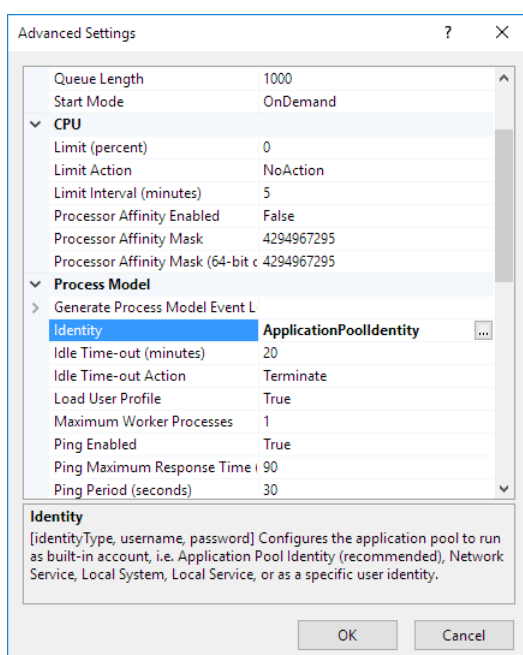 Advanced Settings ? ×
Queue Length 1000
Start Mode OnDemand
CPU
Limit (percent) 0
Limit Action NoAction
Limit Interval (minutes) 5
Processor Affinity Enabled False
Processor Affinity Mask 4294967295
Processor Affinity Mask (64-bit c 4294967295
Process Model
Generate Process Model Event L
Identity ApplicationPoolIdentity ...
Idle Time-out (minutes) 20
Idle Time-out Action Terminate
Load User Profile True
Maximum Worker Processes 1
Ping Enabled True
Ping Maximum Response Time ( 90
Ping Period (seconds) 30
Identity
[identityType, username, password] Configures the application pool to run
as built-in account, i.e. Application Pool Identity (recommended), Network
Service, Local System, Local Service, or as a specific user identity.
OK Cancel